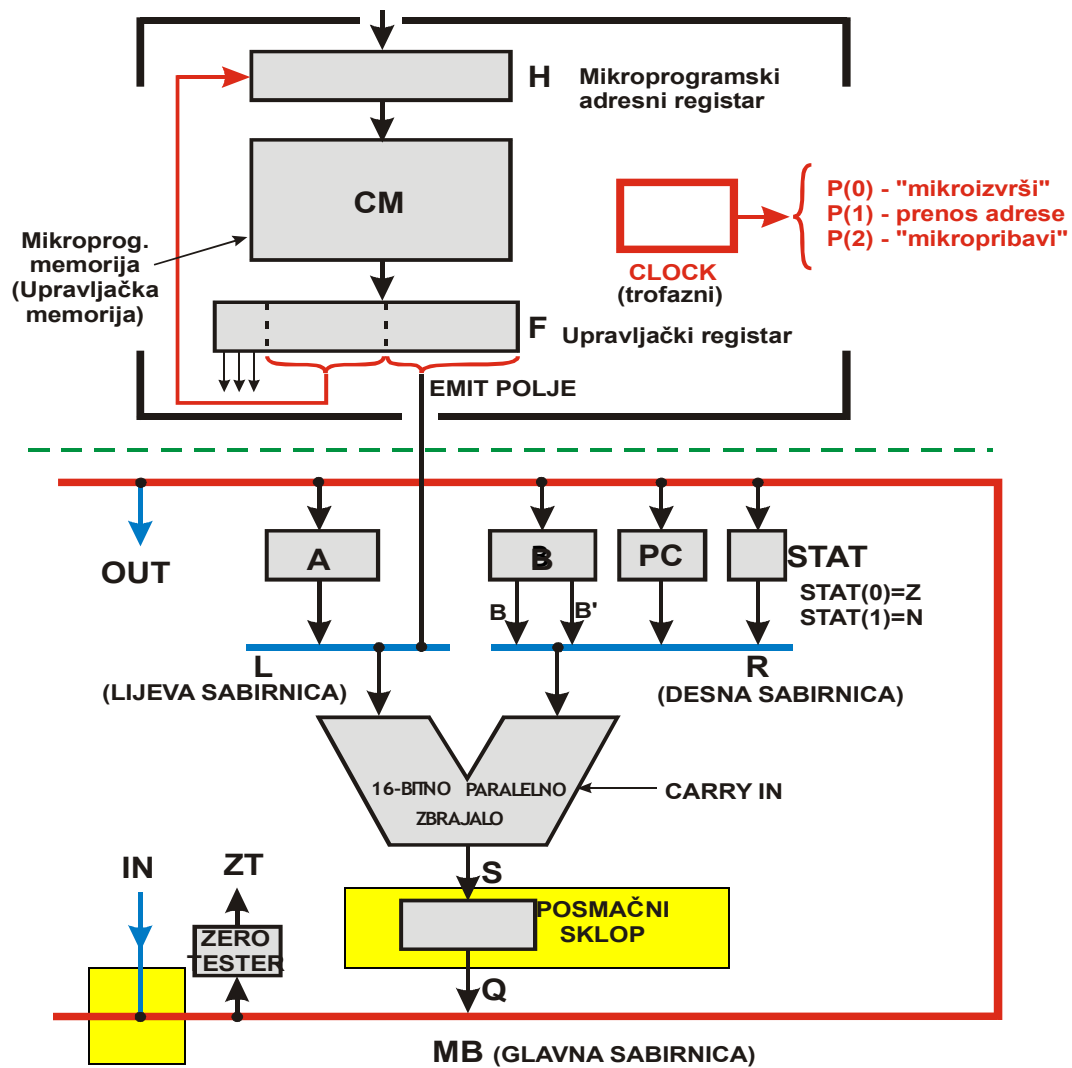 H
Mikroprogramski
adresni registar
CM
P(0) - "mikroizvrši"
P(1) - prenos adrese
P(2) - "mikropribavi"
Mikroprog.
memorija
(Upravljačka
memorija)
CLOCK
(trofazni)
F
Upravljački registar
EMIT POLJE
OUT
A
B
PC
STAT
STAT(0)=Z
STAT(1)=N
B
B'
L
(LIJEVA SABIRNICA)
R
(DESNA SABIRNICA)
16-BITNO PARALELNO
ZBRAJALO
CARRY IN
IN
ZT
S
ZERO
TESTER
POSMAČNI
SKLOP
Q
MB (GLAVNA SABIRNICA)